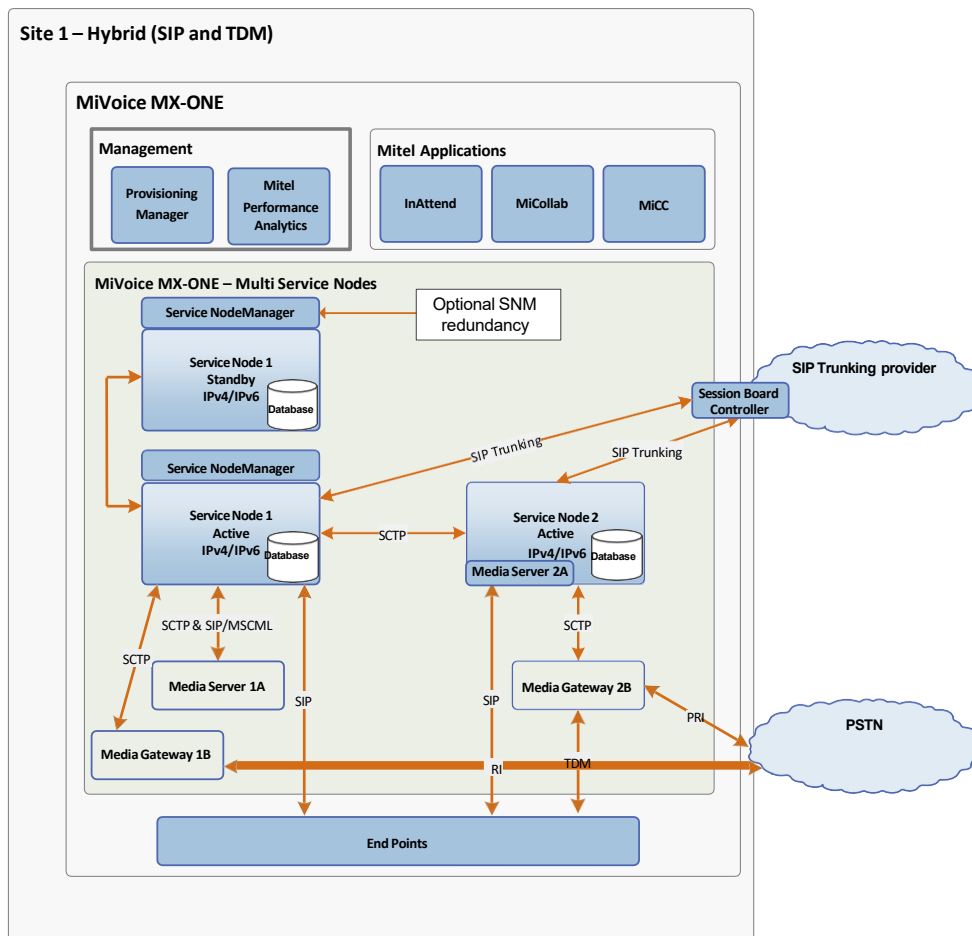 Site 1 – Hybrid (SIP and TDM)
MiVoice MX-ONE
Management
Provisioning
Manager
Mitel
Performance
Analytics
Mitel Applications
InAttend
MiCollab
MiCC
MiVoice MX-ONE – Multi Service Nodes
Service NodeManager
Optional SNM
redundancy
Service Node 1
Standby
IPv4/IPv6
Database
SIP Trunking provider
Session Board
Controller
SIP Trunking
SIP Trunking
Service NodeManager
Service Node 1
Active
IPv4/IPv6
Database
SCTP
Service Node 2
Active
IPv4/IPv6
Database
Media Server 2A
SCTP & SIP/MSCML
SCTP
SCTP
Media Server 1A
SIP
SIP
Media Gateway 2B
PRI
PSTN
Media Gateway 1B
RI
TDM
End Points